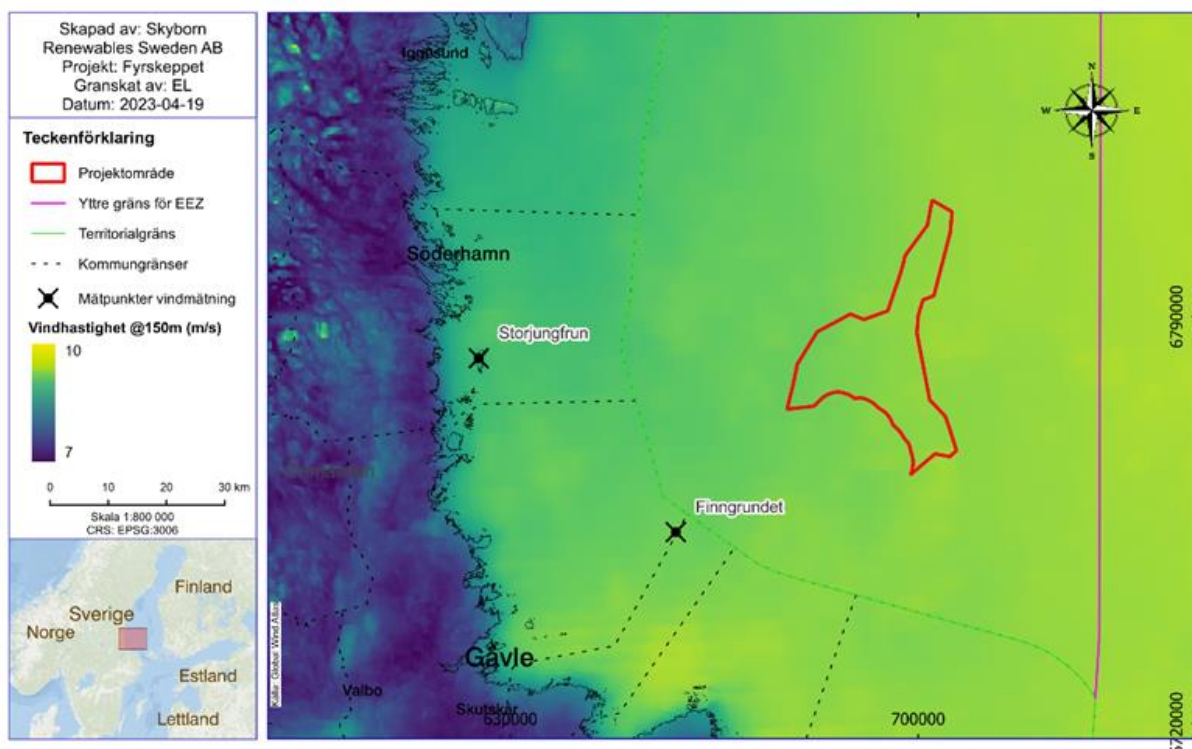 Skapad av: Skyborn
Renewables Sweden AB
Projekt: Fyrskeppet
Granskat av: EL
Datum: 2023-04-19
Teckenförklaring
Projektområde
Yttre gräns för EEZ
Territorialgräns
Kommungränser
Mätpunkter vindmätning
Vindhastighet @150m (m/s)
10
7
0 10 20 30 km
Skala 1:800 000
CRS: EPSG:3006
Finland
Sverige
Norge
Estland
Lettland
Iggesund
N
W E
S
Söderhamn
6790000
Storjungfrun
Finngrundet
Källa: Global Wind Atlas
Gävle
Valbo
Skutskär
630000
700000
6720000